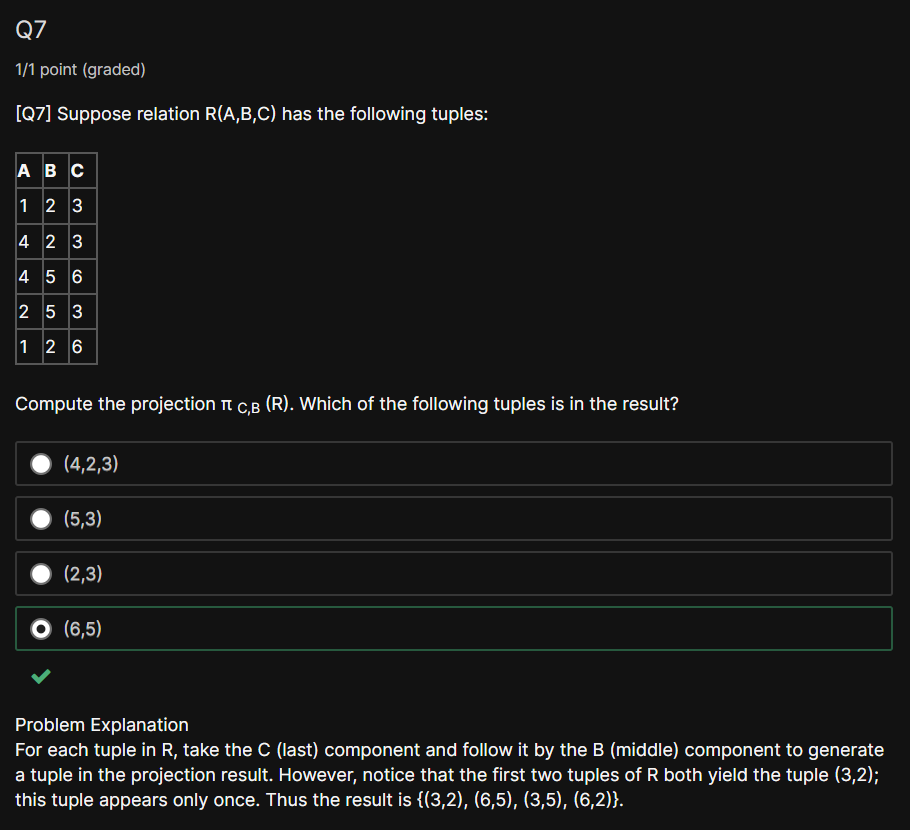 Q7
1/1 point (graded)
[Q7] Suppose relation R(A,B,C) has the following tuples:
A B C
1 2 3
4 2 3
4 5 6
2 5 3
1 2 6
Compute the projection π C,B (R). Which of the following tuples is in the result?
(4,2,3)
(5,3)
(2,3)
(6,5)
Problem Explanation
For each tuple in R, take the C (last) component and follow it by the B (middle) component to generate
a tuple in the projection result. However, notice that the first two tuples of R both yield the tuple (3,2);
this tuple appears only once. Thus the result is {(3,2), (6,5), (3,5), (6,2)}.